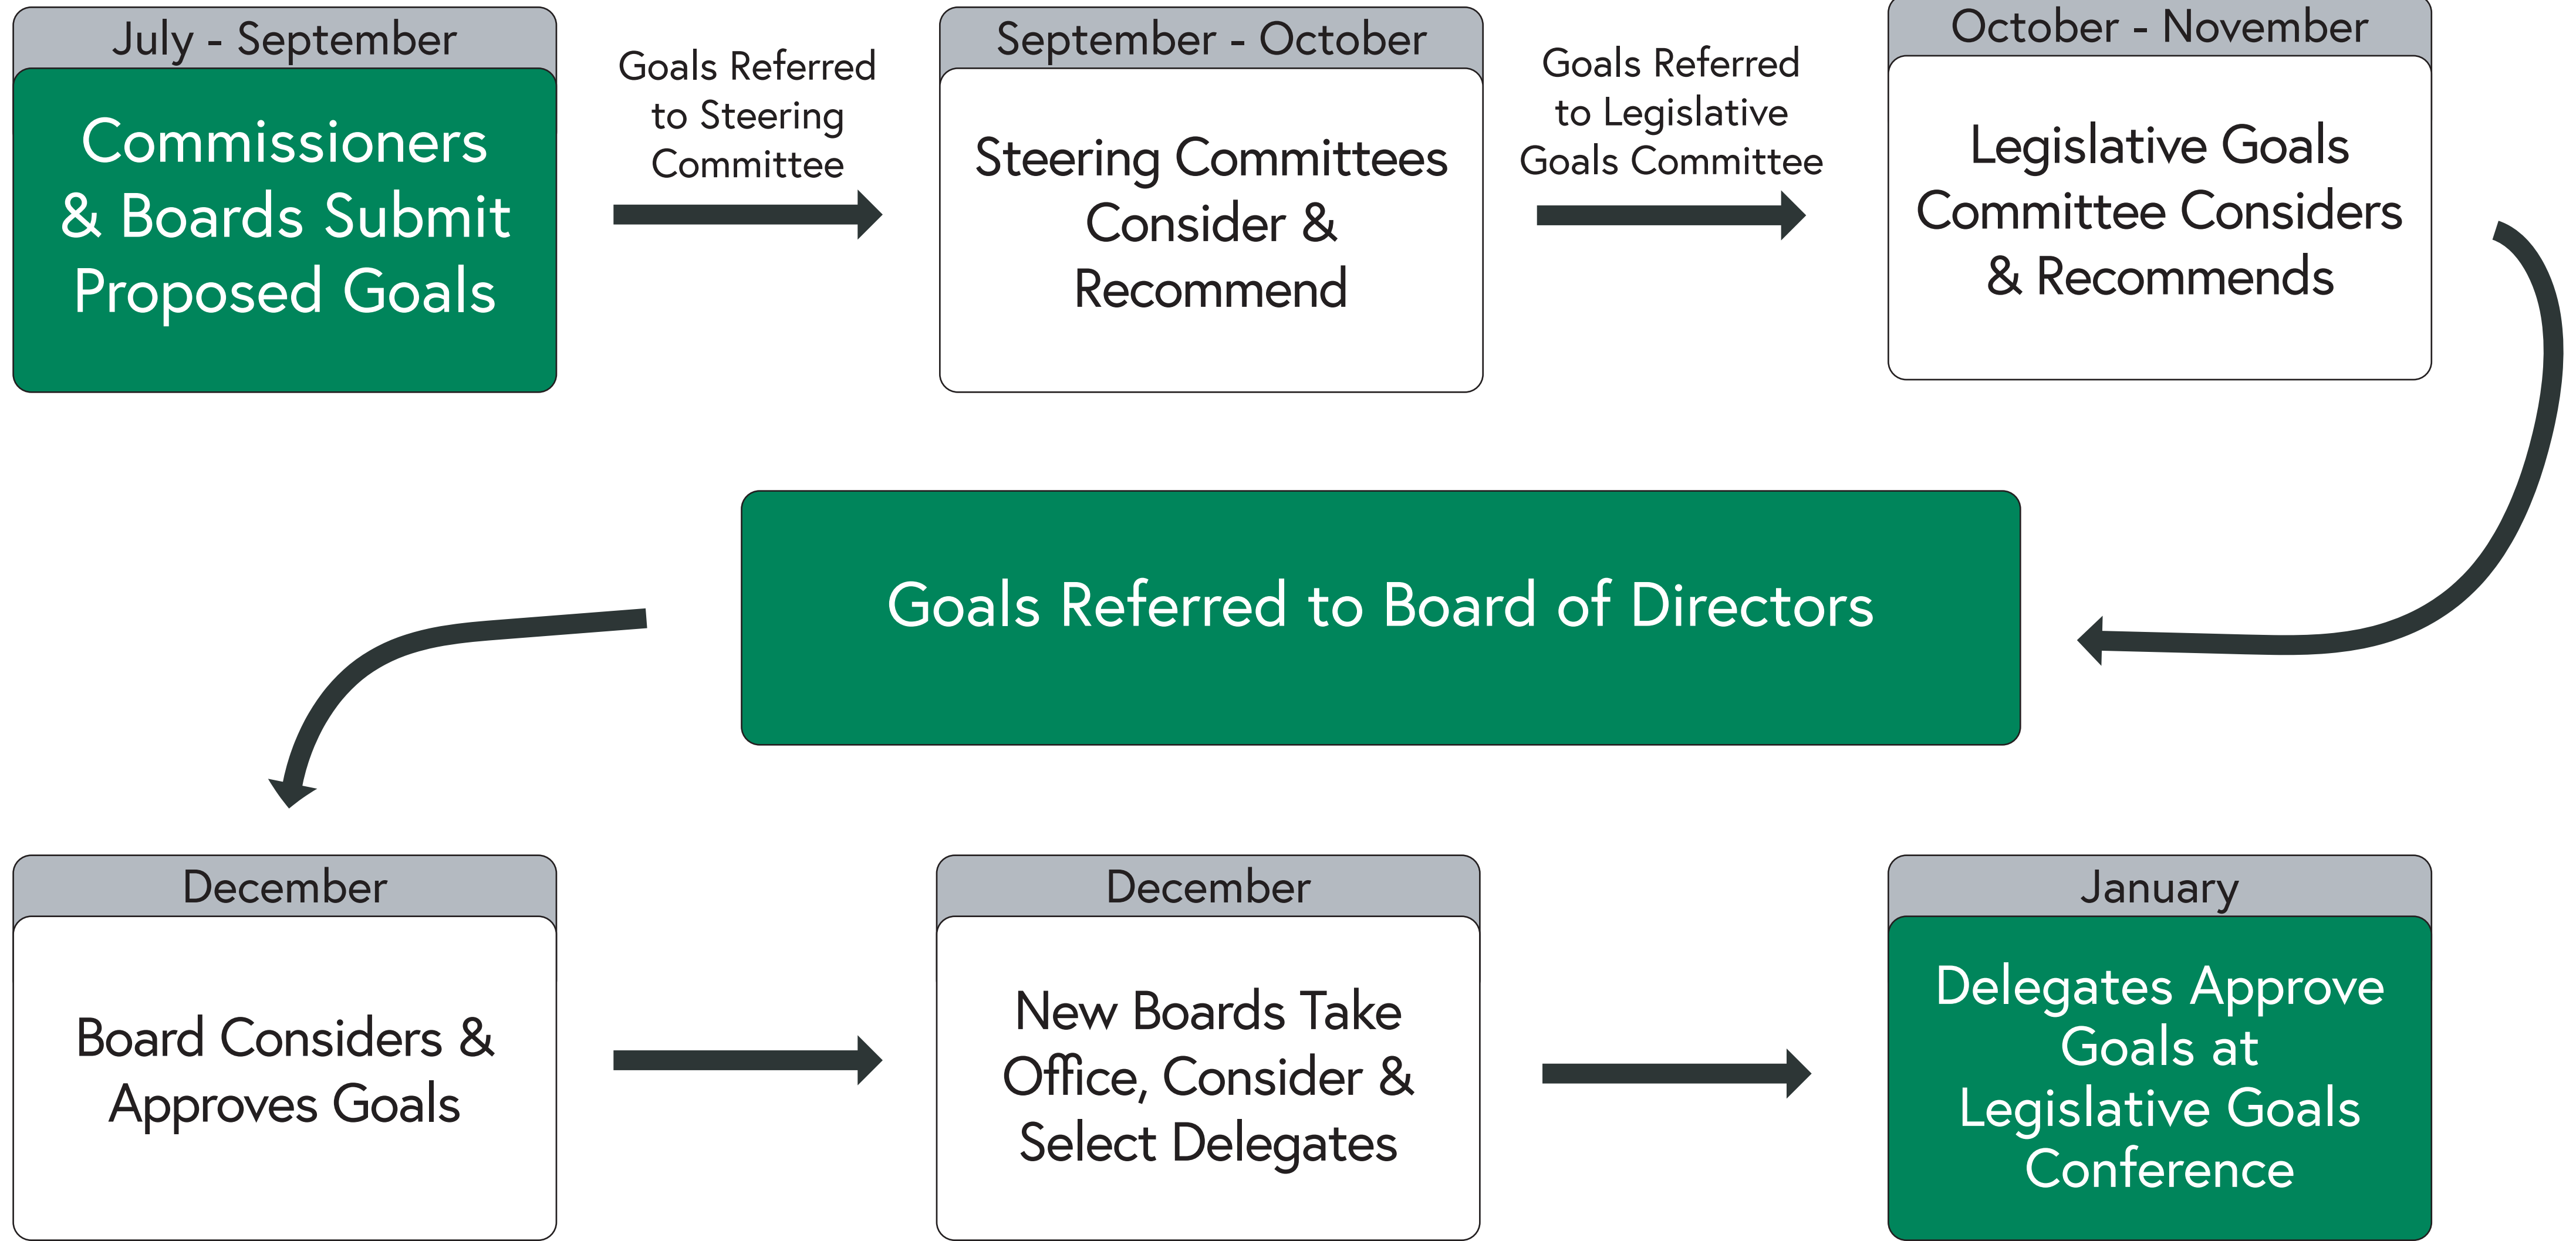 July - September
Commissioners
& Boards Submit
Proposed Goals
Goals Referred
to Steering
Committee
September - October
Steering Committees
Consider &
Recommend
Goals Referred
to Legislative
Goals Committee
October - November
Legislative Goals
Committee Considers
& Recommends
Goals Referred to Board of Directors
December
Board Considers &
Approves Goals
December
New Boards Take
Office, Consider &
Select Delegates
January
Delegates Approve
Goals at
Legislative Goals
Conference